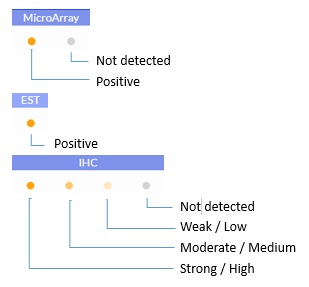 MicroArray
Not detected
Positive
EST
Positive
IHC
Not detected
Weak / Low
Moderate / Medium
Strong / High